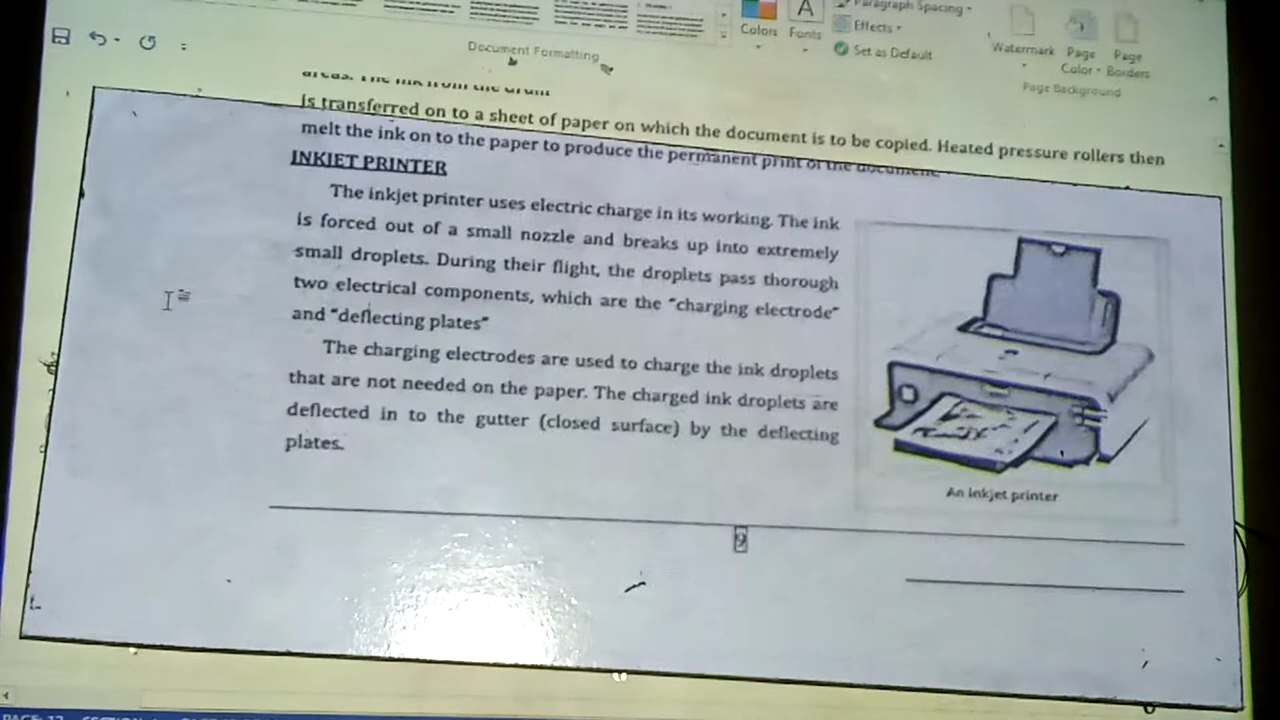 Paragraph Spacing
Effects
Set as Default
Colors
Fonts
Watermark
Page Color
Page Borders
Document Formatting
Page Background
areas. The ink from the drum
is transferred on to a sheet of paper on which the document is to be copied. Heated pressure rollers then
melt the ink on to the paper to produce the permanent print of the document.
INKJET PRINTER
The inkjet printer uses electric charge in its working. The ink
is forced out of a small nozzle and breaks up into extremely
small droplets. During their flight, the droplets pass thorough
two electrical components, which are the "charging electrode"
and "deflecting plates"
The charging electrodes are used to charge the ink droplets
that are not needed on the paper. The charged ink droplets are
deflected in to the gutter (closed surface) by the deflecting
plates.
An inkjet printer
9